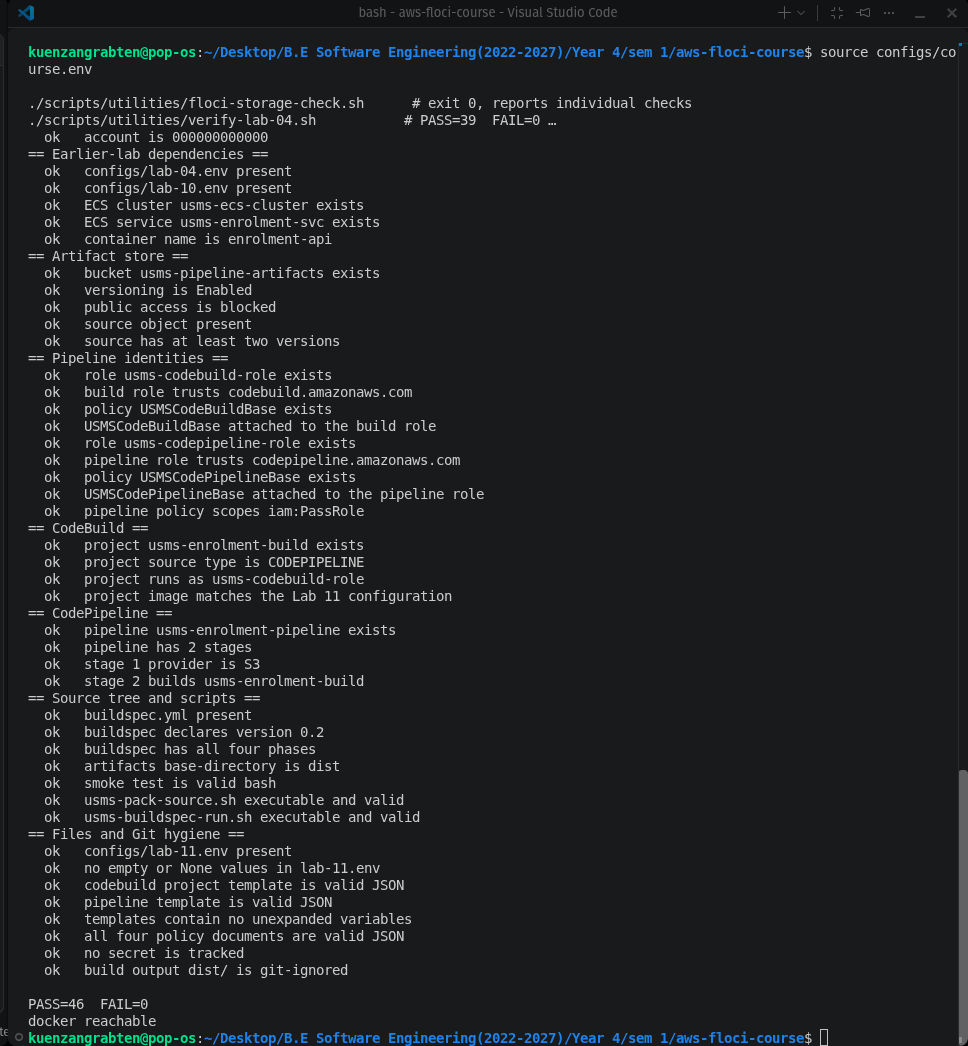 bash - aws-floci-course - Visual Studio Code
kuenzangrabten@pop-os:~/Desktop/B.E Software Engineering(2022-2027)/Year 4/sem 1/aws-floci-course$ source configs/co
urse.env
./scripts/utilities/floci-storage-check.sh      # exit 0, reports individual checks
./scripts/utilities/verify-lab-04.sh           # PASS=39  FAIL=0 …
  ok   account is 000000000000
== Earlier-lab dependencies ==
  ok   configs/lab-04.env present
  ok   configs/lab-10.env present
  ok   ECS cluster usms-ecs-cluster exists
  ok   ECS service usms-enrolment-svc exists
  ok   container name is enrolment-api
== Artifact store ==
  ok   bucket usms-pipeline-artifacts exists
  ok   versioning is Enabled
  ok   public access is blocked
  ok   source object present
  ok   source has at least two versions
== Pipeline identities ==
  ok   role usms-codebuild-role exists
  ok   build role trusts codebuild.amazonaws.com
  ok   policy USMSCodeBuildBase exists
  ok   USMSCodeBuildBase attached to the build role
  ok   role usms-codepipeline-role exists
  ok   pipeline role trusts codepipeline.amazonaws.com
  ok   policy USMSCodePipelineBase exists
  ok   USMSCodePipelineBase attached to the pipeline role
  ok   pipeline policy scopes iam:PassRole
== CodeBuild ==
  ok   project usms-enrolment-build exists
  ok   project source type is CODEPIPELINE
  ok   project runs as usms-codebuild-role
  ok   project image matches the Lab 11 configuration
== CodePipeline ==
  ok   pipeline usms-enrolment-pipeline exists
  ok   pipeline has 2 stages
  ok   stage 1 provider is S3
  ok   stage 2 builds usms-enrolment-build
== Source tree and scripts ==
  ok   buildspec.yml present
  ok   buildspec declares version 0.2
  ok   buildspec has all four phases
  ok   artifacts base-directory is dist
  ok   smoke test is valid bash
  ok   usms-pack-source.sh executable and valid
  ok   usms-buildspec-run.sh executable and valid
== Files and Git hygiene ==
  ok   configs/lab-11.env present
  ok   no empty or None values in lab-11.env
  ok   codebuild project template is valid JSON
  ok   pipeline template is valid JSON
  ok   templates contain no unexpanded variables
  ok   all four policy documents are valid JSON
  ok   no secret is tracked
  ok   build output dist/ is git-ignored
PASS=46  FAIL=0
docker reachable
kuenzangrabten@pop-os:~/Desktop/B.E Software Engineering(2022-2027)/Year 4/sem 1/aws-floci-course$